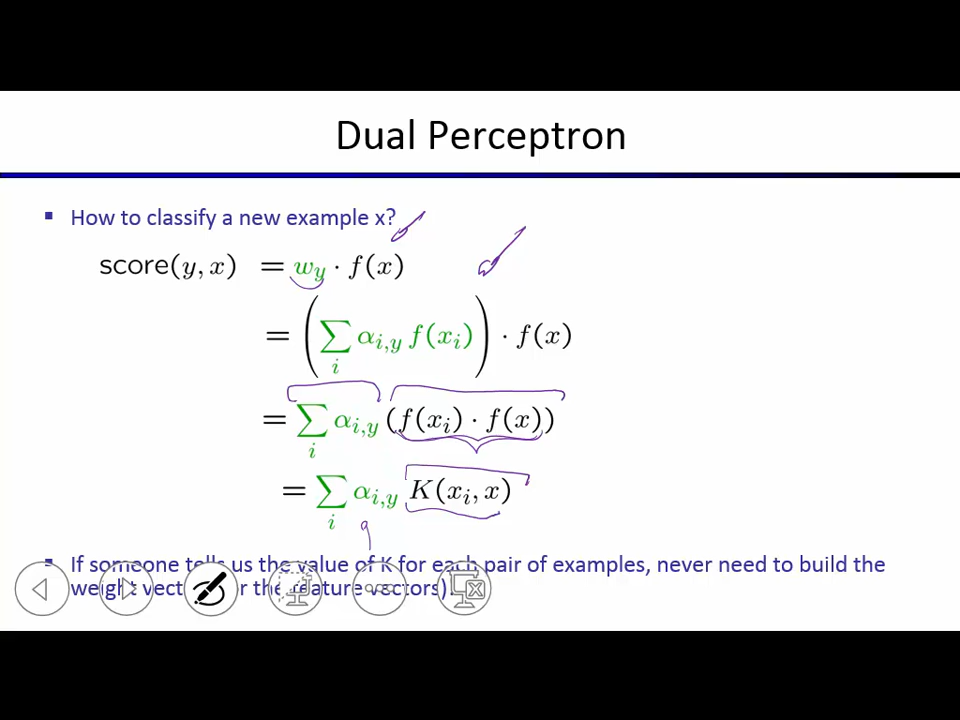 Dual Perceptron
▪ How to classify a new example x?
score(y, x) = w_y · f(x)
= (∑_i α_{i,y} f(x_i)) · f(x)
= ∑_i α_{i,y} (f(x_i) · f(x))
= ∑_i α_{i,y} K(x_i, x)
▪ If someone tells us the value of K for each pair of examples, never need to build the
weight vectors (or the feature vectors)